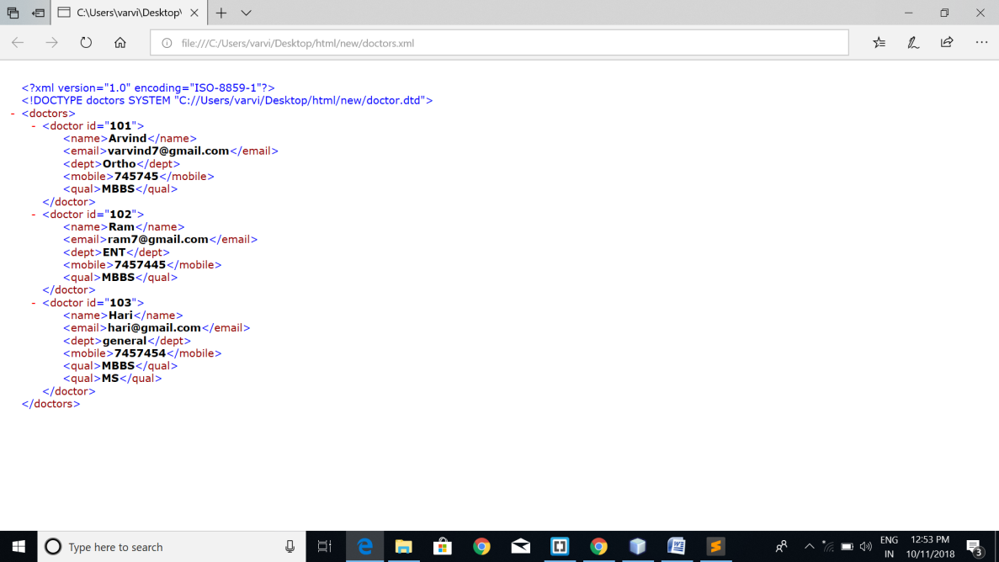 C:\Users\varvi\Desktop\
file:///C:/Users/varvi/Desktop/html/new/doctors.xml
<?xml version="1.0" encoding="ISO-8859-1"?>
<!DOCTYPE doctors SYSTEM "C://Users/varvi/Desktop/html/new/doctor.dtd">
- <doctors>
- <doctor id="101">
<name>Arvind</name>
<email>varvind7@gmail.com</email>
<dept>Ortho</dept>
<mobile>745745</mobile>
<qual>MBBS</qual>
</doctor>
- <doctor id="102">
<name>Ram</name>
<email>ram7@gmail.com</email>
<dept>ENT</dept>
<mobile>7457445</mobile>
<qual>MBBS</qual>
</doctor>
- <doctor id="103">
<name>Hari</name>
<email>hari@gmail.com</email>
<dept>general</dept>
<mobile>7457454</mobile>
<qual>MBBS</qual>
<qual>MS</qual>
</doctor>
</doctors>
Type here to search
ENG 12:53 PM
IN 10/11/2018 3